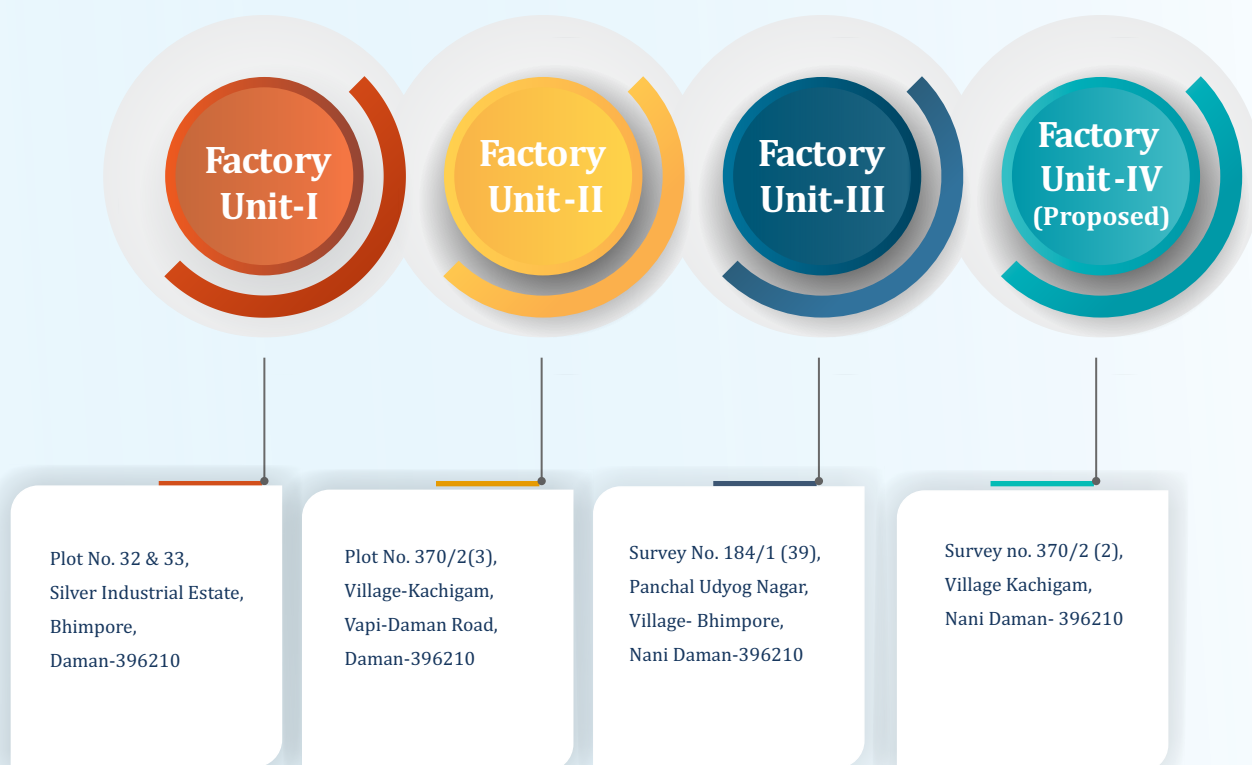 Factory
Unit-I
Factory
Unit-II
Factory
Unit-III
Factory
Unit-IV
(Proposed)
Plot No. 32 & 33,
Silver Industrial Estate,
Bhimpore,
Daman-396210
Plot No. 370/2(3),
Village-Kachigam,
Vapi-Daman Road,
Daman-396210
Survey No. 184/1 (39),
Panchal Udyog Nagar,
Village- Bhimpore,
Nani Daman-396210
Survey no. 370/2 (2),
Village Kachigam,
Nani Daman- 396210